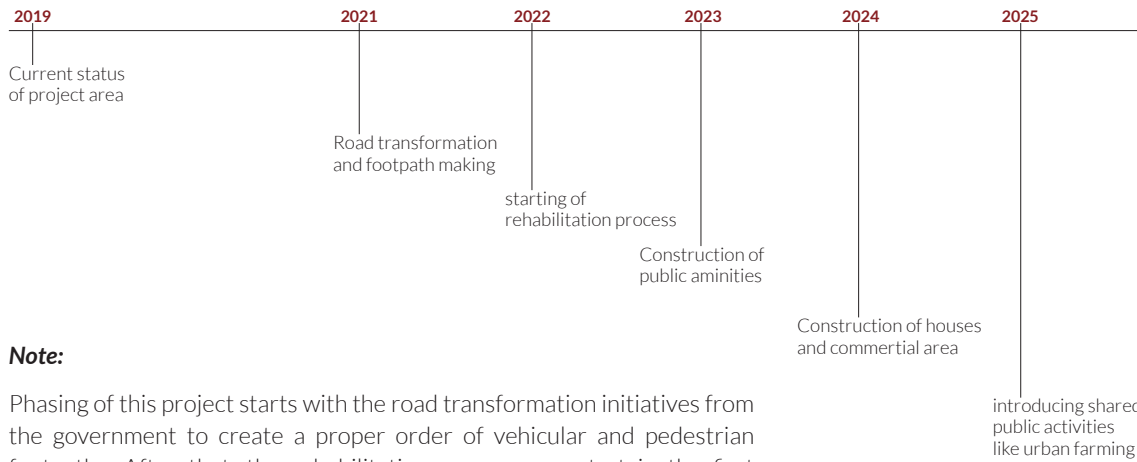 2019 2021 2022 2023 2024 2025
Current status
of project area
Road transformation
and footpath making
starting of
rehabilitation process
Construction of
public aminities
Construction of houses
and commertial area
introducing shared
public activities
like urban farming
Note:
Phasing of this project starts with the road transformation initiatives from
the government to create a proper order of vehicular and pedestrian